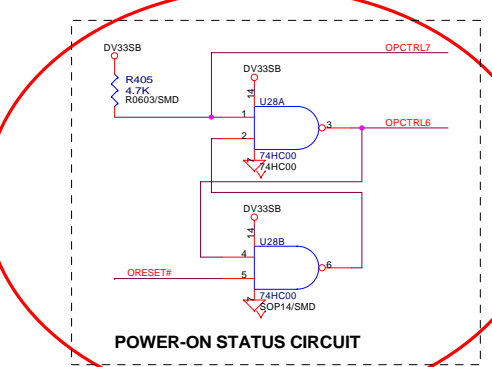 DV33SB
OPCTRL7
R405
4.7K
R0603/SMD
DV33SB
14
U28A
1
2
3
OPCTRL6
7
74HC00
74HC00
DV33SB
14
U28B
4
5
6
ORESET#
7
74HC00
SOP14/SMD
POWER-ON STATUS CIRCUIT